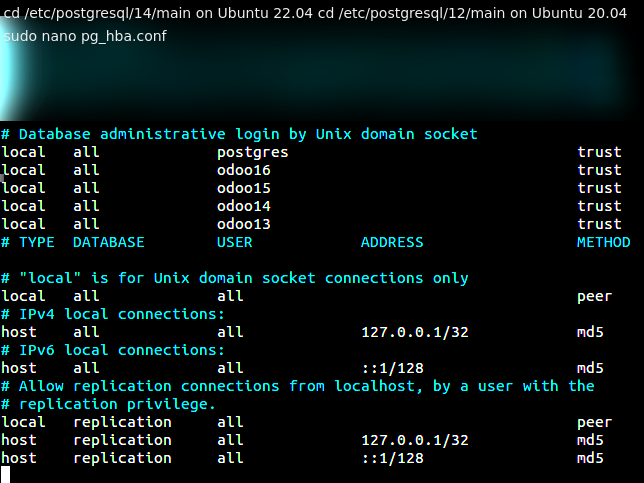 cd /etc/postgresql/14/main on Ubuntu 22.04 cd /etc/postgresql/12/main on Ubuntu 20.04
sudo nano pg_hba.conf
# Database administrative login by Unix domain socket
local   all             postgres                                trust
local   all             odoo16                                  trust
local   all             odoo15                                  trust
local   all             odoo14                                  trust
local   all             odoo13                                  trust
# TYPE  DATABASE        USER            ADDRESS                 METHOD
# "local" is for Unix domain socket connections only
local   all             all                                     peer
# IPv4 local connections:
host    all             all             127.0.0.1/32            md5
# IPv6 local connections:
host    all             all             ::1/128                 md5
# Allow replication connections from localhost, by a user with the
# replication privilege.
local   replication     all                                     peer
host    replication     all             127.0.0.1/32            md5
host    replication     all             ::1/128                 md5